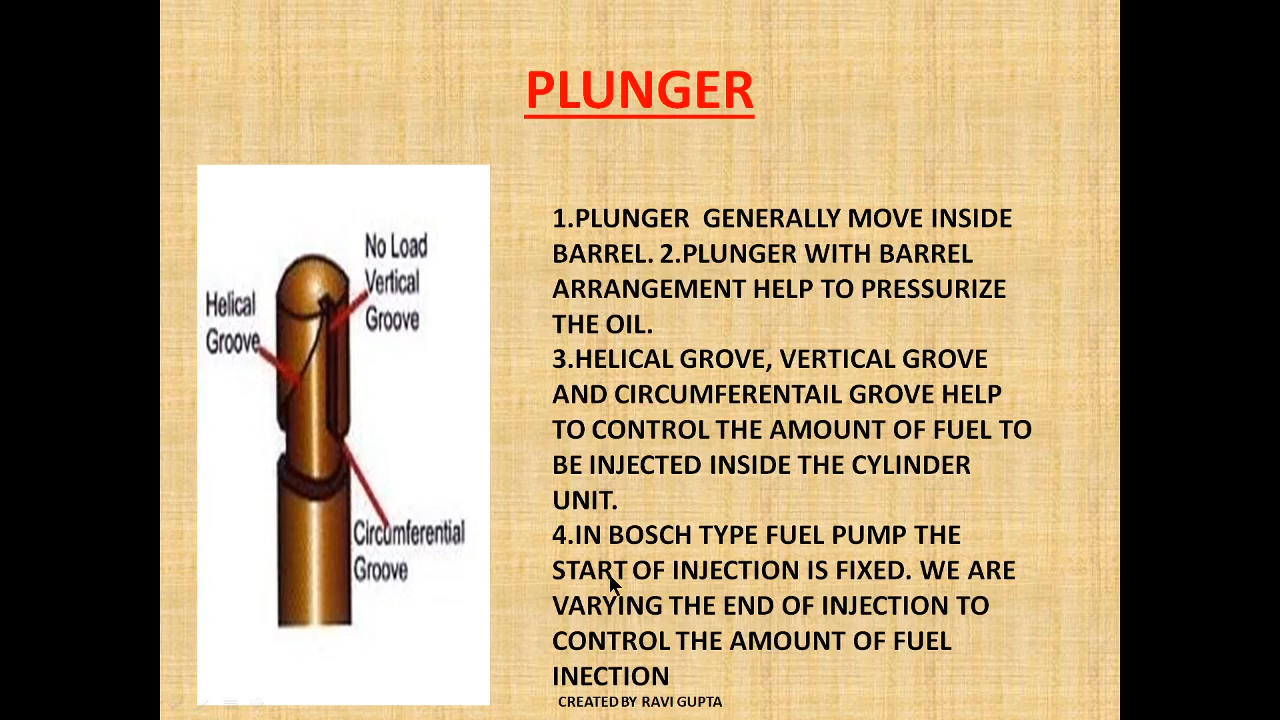 PLUNGER
Helical
Groove
No Load
Vertical
Groove
Circumferential
Groove
1.PLUNGER  GENERALLY MOVE INSIDE
BARREL. 2.PLUNGER WITH BARREL
ARRANGEMENT HELP TO PRESSURIZE
THE OIL.
3.HELICAL GROVE, VERTICAL GROVE
AND CIRCUMFERENTAIL GROVE HELP
TO CONTROL THE AMOUNT OF FUEL TO
BE INJECTED INSIDE THE CYLINDER
UNIT.
4.IN BOSCH TYPE FUEL PUMP THE
START OF INJECTION IS FIXED. WE ARE
VARYING THE END OF INJECTION TO
CONTROL THE AMOUNT OF FUEL
INECTION
CREATED BY RAVI GUPTA